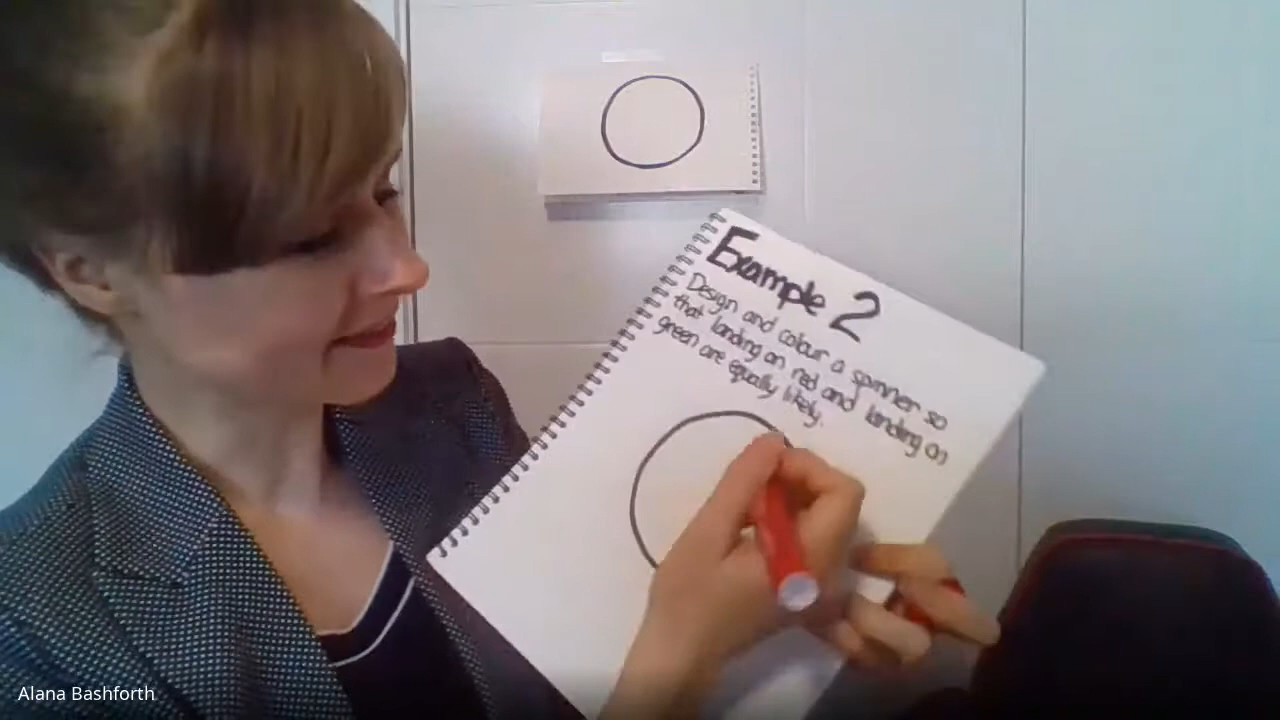 Example 2
Design and colour a spinner so
that landing on red and landing on
green are equally likely.
Alana Bashforth